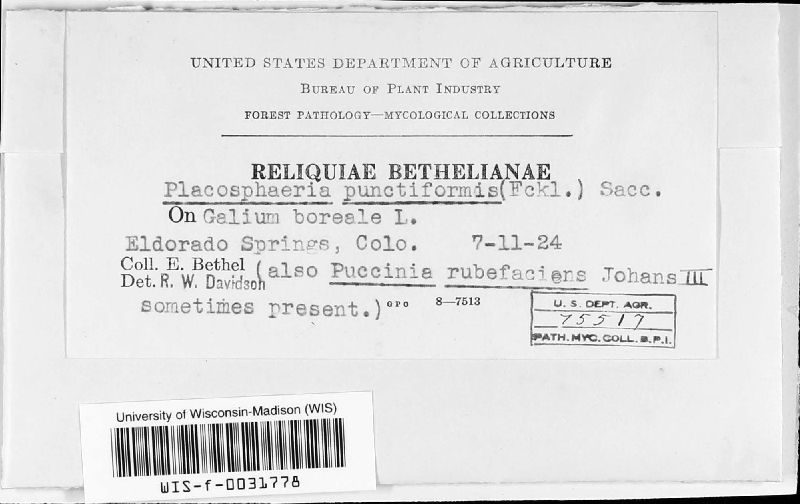 UNITED STATES DEPARTMENT OF AGRICULTURE
BUREAU OF PLANT INDUSTRY
FOREST PATHOLOGY—MYCOLOGICAL COLLECTIONS
RELIQUIAE BETHELIANAE
Placosphaeria punctiformis(Fckl.) Sacc.
On Galium boreale L.
Eldorado Springs, Colo. 7-11-24
Coll. E. Bethel
Det. R. W. Davidson
(also Puccinia rubefaciens Johans III
sometimes present.) GPO 8—7513
U. S. DEPT. AGR.
75517
PATH. MYC. COLL. B. P. I.
University of Wisconsin-Madison (WIS)
WIS-f-0031778